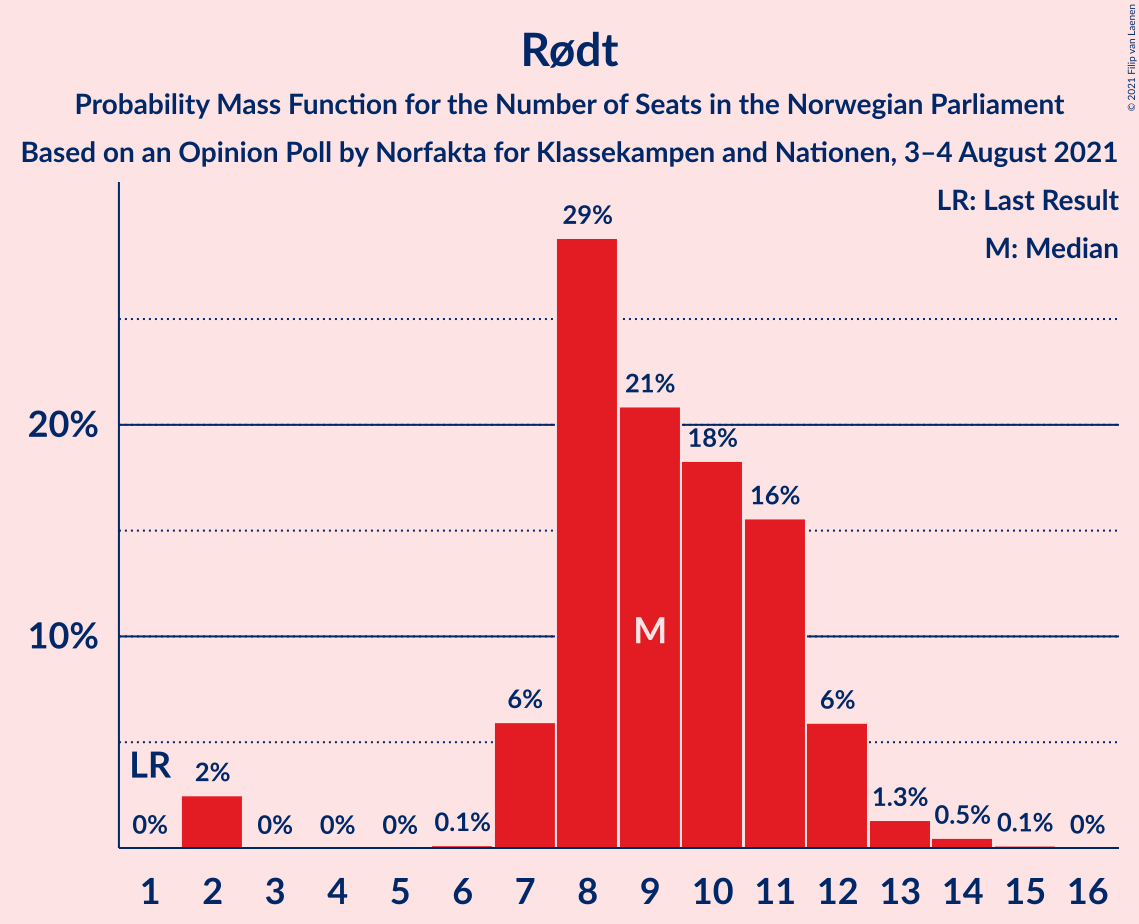 © 2021 Filip van Laenen
Rødt
Probability Mass Function for the Number of Seats in the Norwegian Parliament
Based on an Opinion Poll by Norfakta for Klassekampen and Nationen, 3–4 August 2021
LR: Last Result
M: Median
29%
21%
20%
18%
16%
M
10%
6%
6%
LR
2%
1.3%
0.5%
0%
0%
0%
0%
0.1%
0.1%
0%
1 2 3 4 5 6 7 8 9 10 11 12 13 14 15 16